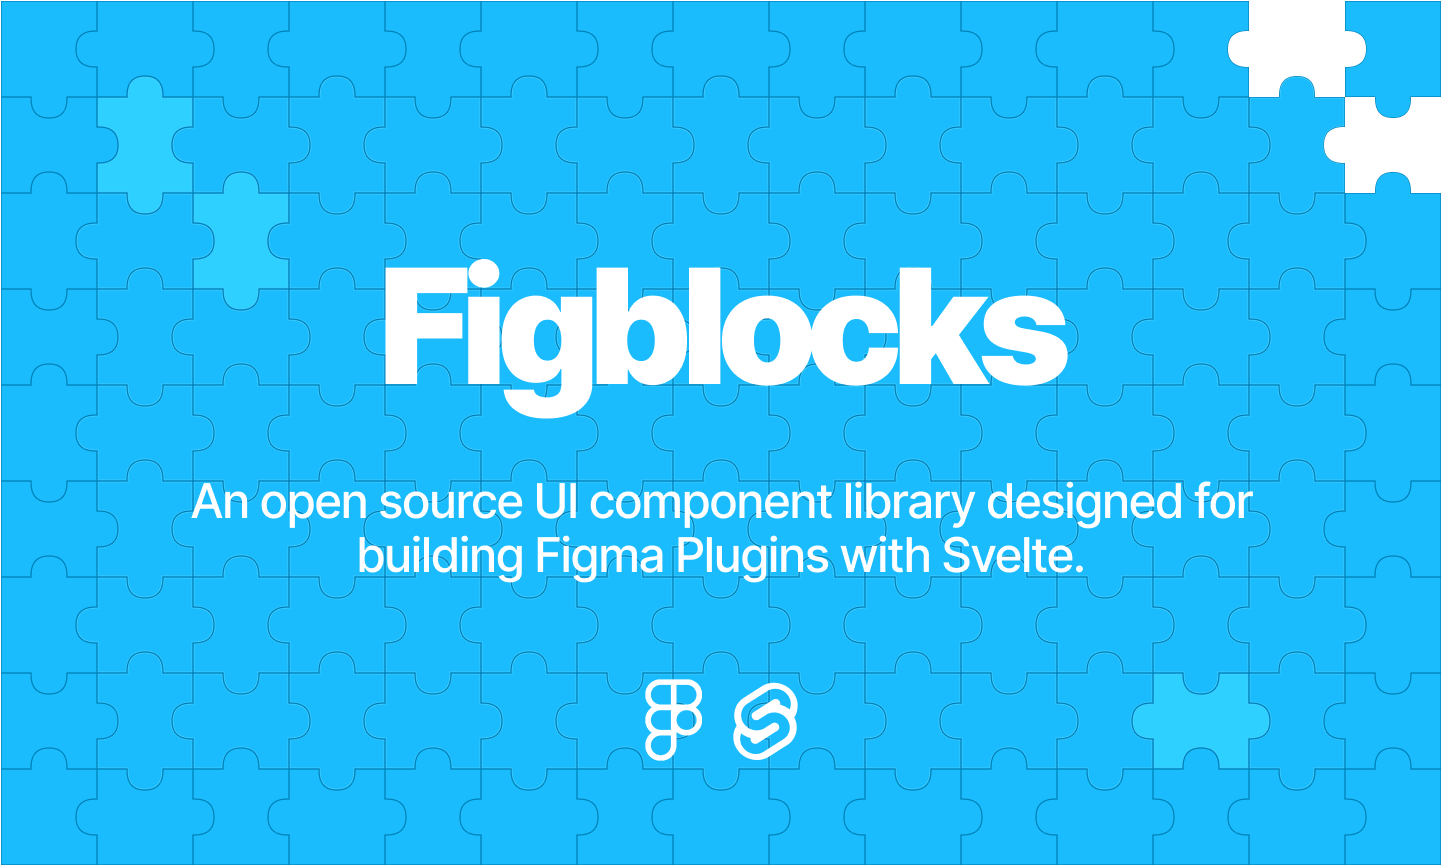 Figblocks
An open source UI component library designed for
building Figma Plugins with Svelte.